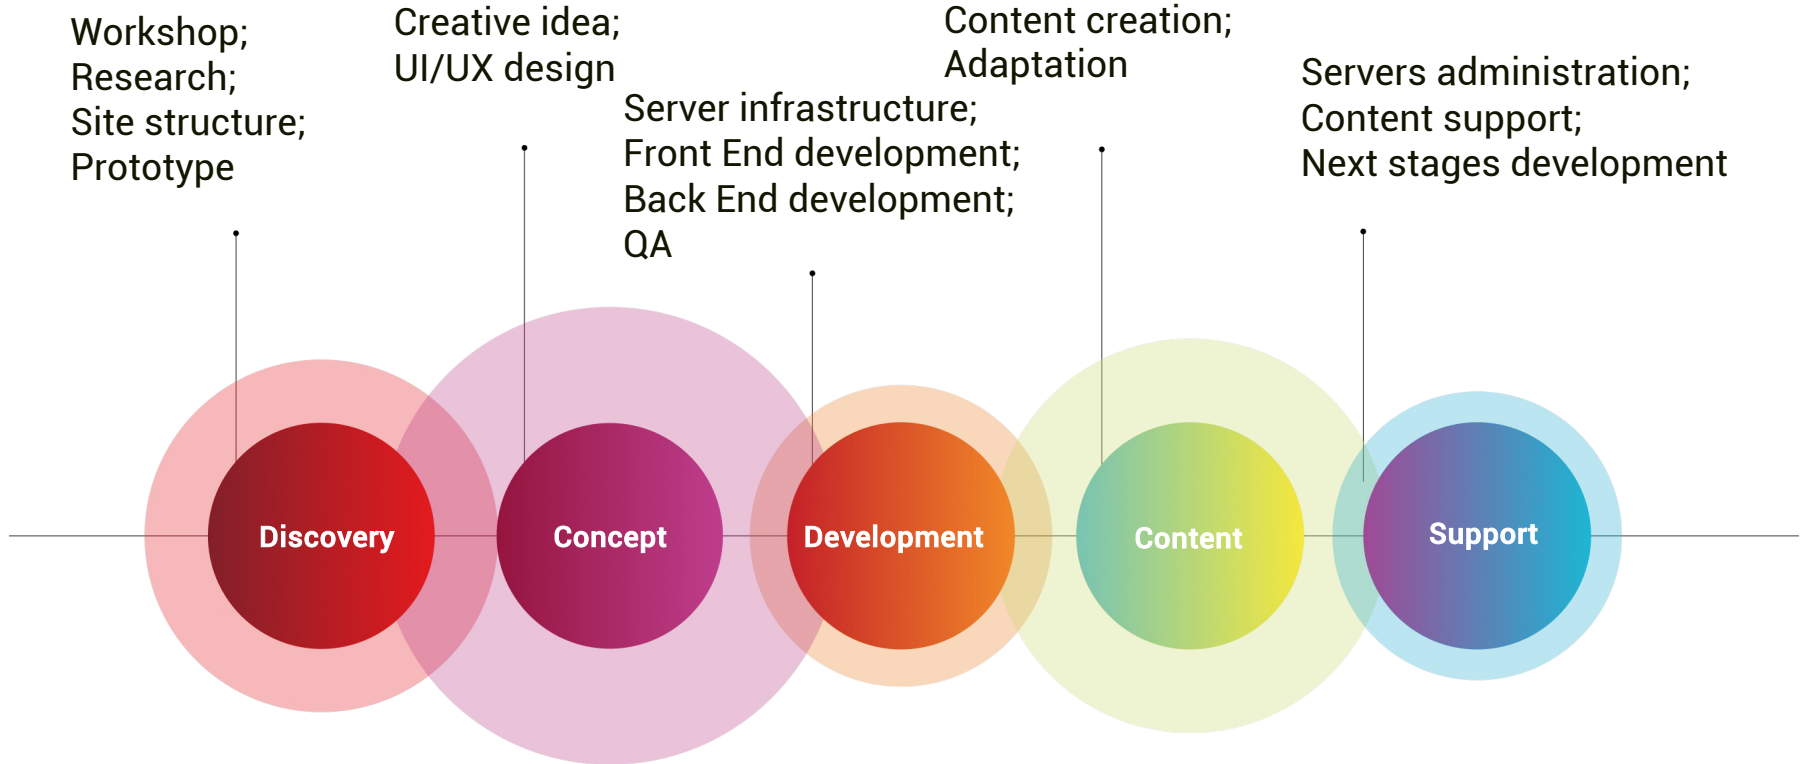 Workshop;
Research;
Site structure;
Prototype
Creative idea;
UI/UX design
Server infrastructure;
Front End development;
Back End development;
QA
Content creation;
Adaptation
Servers administration;
Content support;
Next stages development
Discovery
Concept
Development
Content
Support